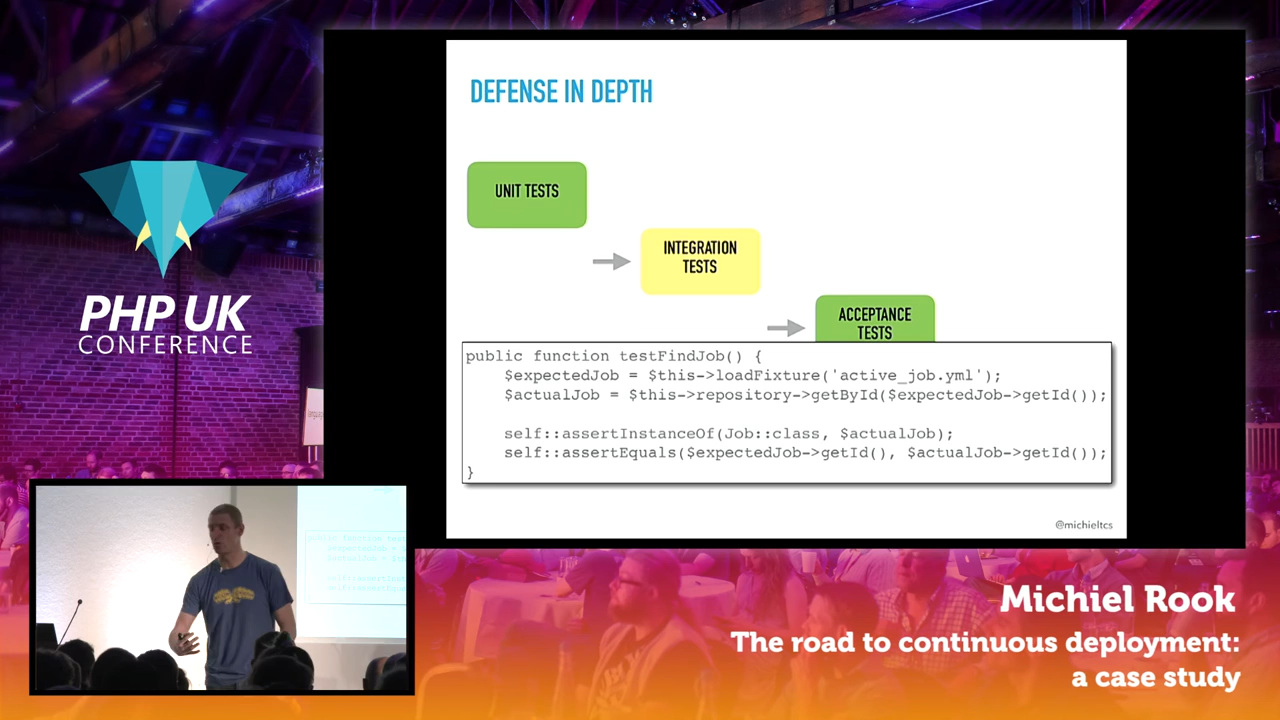 DEFENSE IN DEPTH
UNIT TESTS
INTEGRATION
TESTS
ACCEPTANCE
TESTS
public function testFindJob() {
$expectedJob = $this->loadFixture('active_job.yml');
$actualJob = $this->repository->getById($expectedJob->getId());
self::assertInstanceOf(Job::class, $actualJob);
self::assertEquals($expectedJob->getId(), $actualJob->getId());
}
@michieltcs
PHP UK
CONFERENCE
Michiel Rook
The road to continuous deployment:
a case study